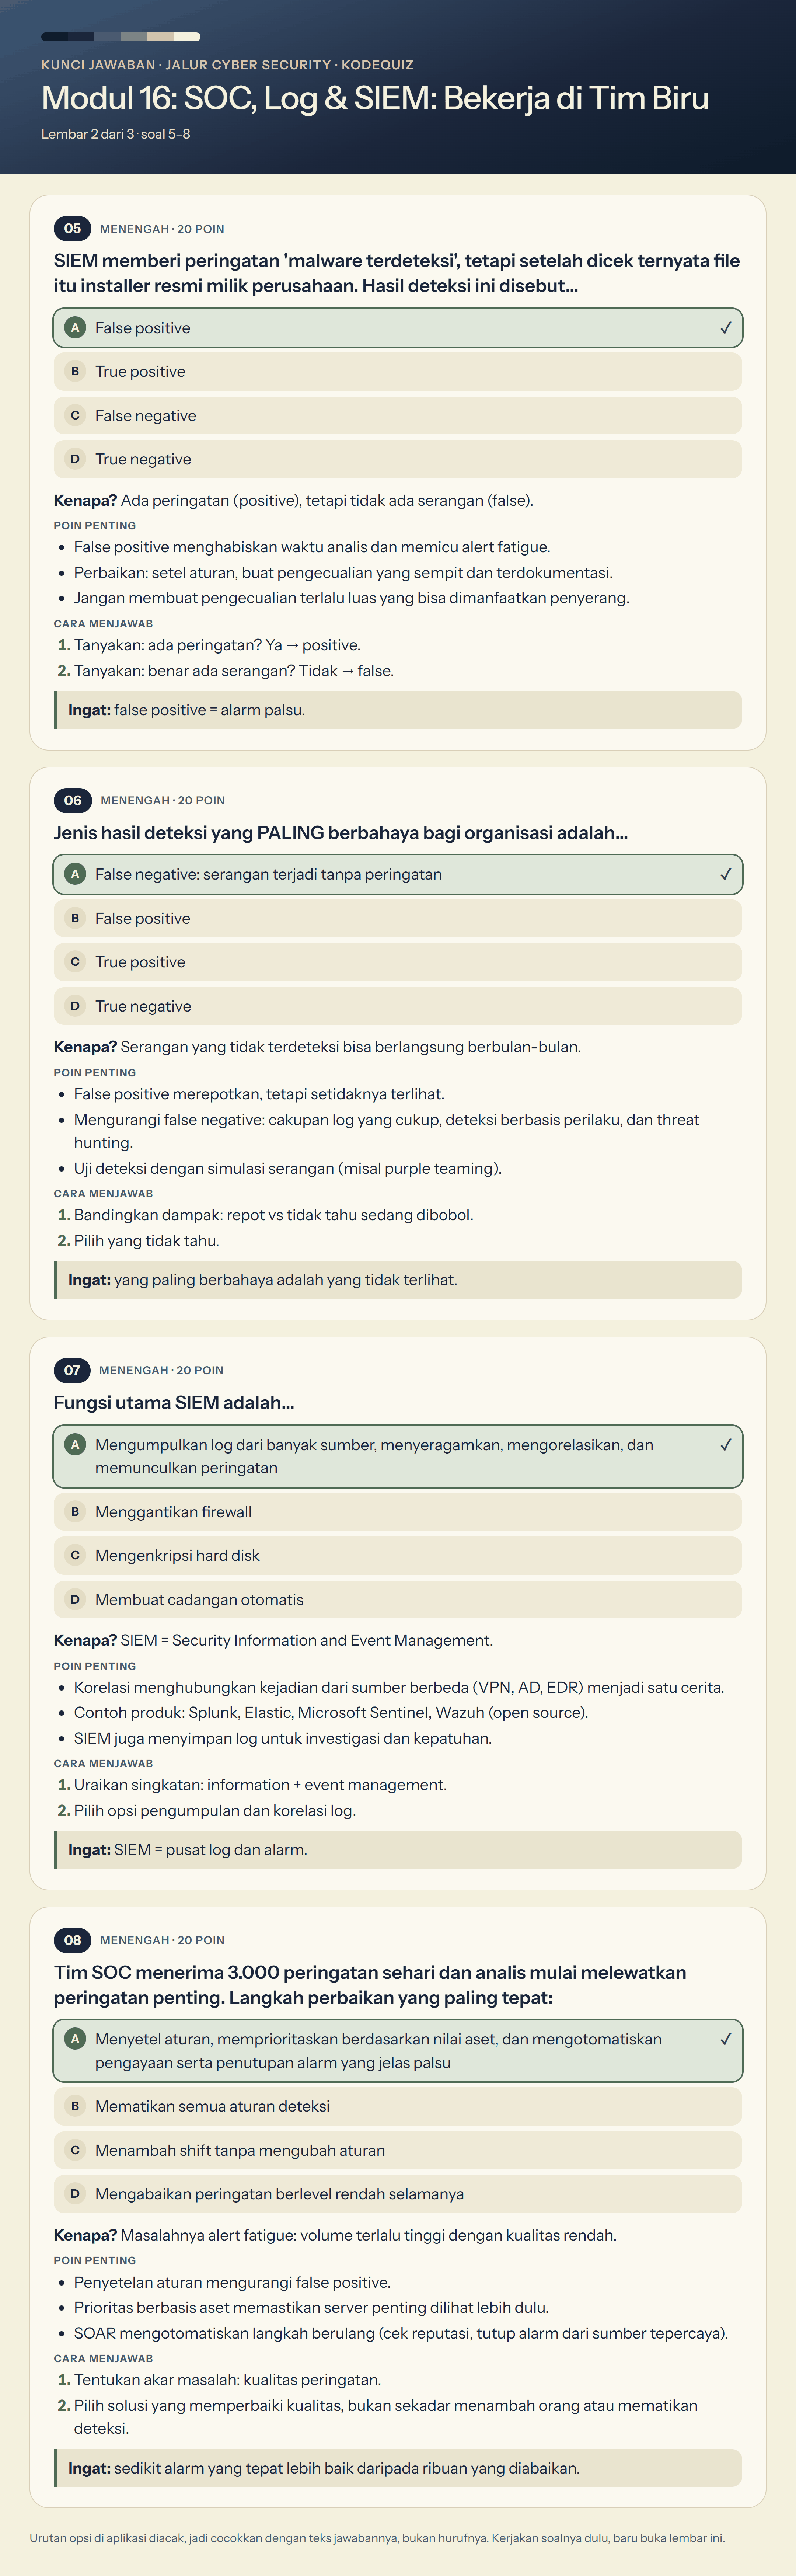 KUNCI JAWABAN · JALUR CYBER SECURITY · KODEQUIZ
Modul 16: SOC, Log & SIEM: Bekerja di Tim Biru
Lembar 2 dari 3 · soal 5–8
05 MENENGAH · 20 POIN
SIEM memberi peringatan 'malware terdeteksi', tetapi setelah dicek ternyata file
itu installer resmi milik perusahaan. Hasil deteksi ini disebut...
A False positive ✓
B True positive
C False negative
D True negative
Kenapa? Ada peringatan (positive), tetapi tidak ada serangan (false).
POIN PENTING
• False positive menghabiskan waktu analis dan memicu alert fatigue.
• Perbaikan: setel aturan, buat pengecualian yang sempit dan terdokumentasi.
• Jangan membuat pengecualian terlalu luas yang bisa dimanfaatkan penyerang.
CARA MENJAWAB
1. Tanyakan: ada peringatan? Ya → positive.
2. Tanyakan: benar ada serangan? Tidak → false.
Ingat: false positive = alarm palsu.
06 MENENGAH · 20 POIN
Jenis hasil deteksi yang PALING berbahaya bagi organisasi adalah...
A False negative: serangan terjadi tanpa peringatan ✓
B False positive
C True positive
D True negative
Kenapa? Serangan yang tidak terdeteksi bisa berlangsung berbulan-bulan.
POIN PENTING
• False positive merepotkan, tetapi setidaknya terlihat.
• Mengurangi false negative: cakupan log yang cukup, deteksi berbasis perilaku, dan threat
hunting.
• Uji deteksi dengan simulasi serangan (misal purple teaming).
CARA MENJAWAB
1. Bandingkan dampak: repot vs tidak tahu sedang dibobol.
2. Pilih yang tidak tahu.
Ingat: yang paling berbahaya adalah yang tidak terlihat.
07 MENENGAH · 20 POIN
Fungsi utama SIEM adalah...
A Mengumpulkan log dari banyak sumber, menyeragamkan, mengorelasikan, dan ✓
memunculkan peringatan
B Menggantikan firewall
C Mengenkripsi hard disk
D Membuat cadangan otomatis
Kenapa? SIEM = Security Information and Event Management.
POIN PENTING
• Korelasi menghubungkan kejadian dari sumber berbeda (VPN, AD, EDR) menjadi satu cerita.
• Contoh produk: Splunk, Elastic, Microsoft Sentinel, Wazuh (open source).
• SIEM juga menyimpan log untuk investigasi dan kepatuhan.
CARA MENJAWAB
1. Uraikan singkatan: information + event management.
2. Pilih opsi pengumpulan dan korelasi log.
Ingat: SIEM = pusat log dan alarm.
08 MENENGAH · 20 POIN
Tim SOC menerima 3.000 peringatan sehari dan analis mulai melewatkan
peringatan penting. Langkah perbaikan yang paling tepat:
A Menyetel aturan, memprioritaskan berdasarkan nilai aset, dan mengotomatiskan ✓
pengayaan serta penutupan alarm yang jelas palsu
B Mematikan semua aturan deteksi
C Menambah shift tanpa mengubah aturan
D Mengabaikan peringatan berlevel rendah selamanya
Kenapa? Masalahnya alert fatigue: volume terlalu tinggi dengan kualitas rendah.
POIN PENTING
• Penyetelan aturan mengurangi false positive.
• Prioritas berbasis aset memastikan server penting dilihat lebih dulu.
• SOAR mengotomatiskan langkah berulang (cek reputasi, tutup alarm dari sumber tepercaya).
CARA MENJAWAB
1. Tentukan akar masalah: kualitas peringatan.
2. Pilih solusi yang memperbaiki kualitas, bukan sekadar menambah orang atau mematikan
deteksi.
Ingat: sedikit alarm yang tepat lebih baik daripada ribuan yang diabaikan.
Urutan opsi di aplikasi diacak, jadi cocokkan dengan teks jawabannya, bukan hurufnya. Kerjakan soalnya dulu, baru buka lembar ini.